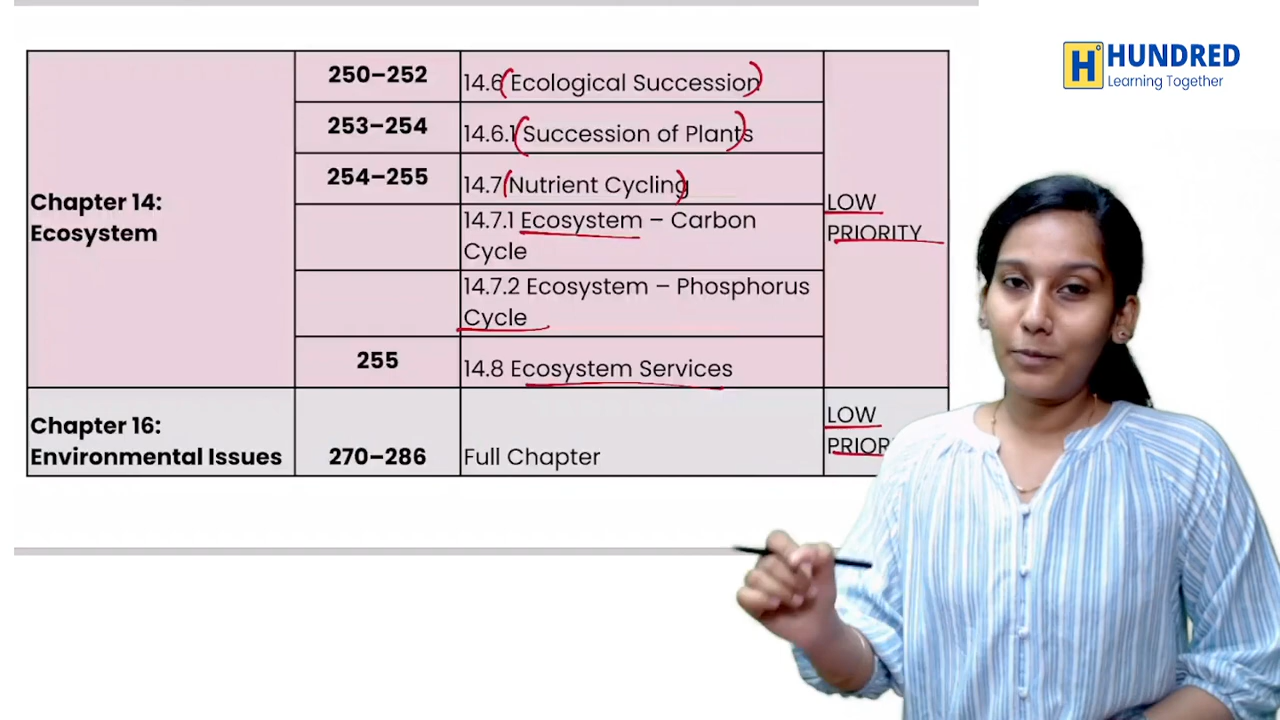 HUNDRED
Learning Together
250–252
14.6 Ecological Succession
253–254
14.6.1 Succession of Plants
254–255
14.7 Nutrient Cycling
Chapter 14:
Ecosystem
LOW
PRIORITY
14.7.1 Ecosystem – Carbon
Cycle
14.7.2 Ecosystem – Phosphorus
Cycle
255
14.8 Ecosystem Services
Chapter 16:
Environmental Issues
270–286
Full Chapter
LOW